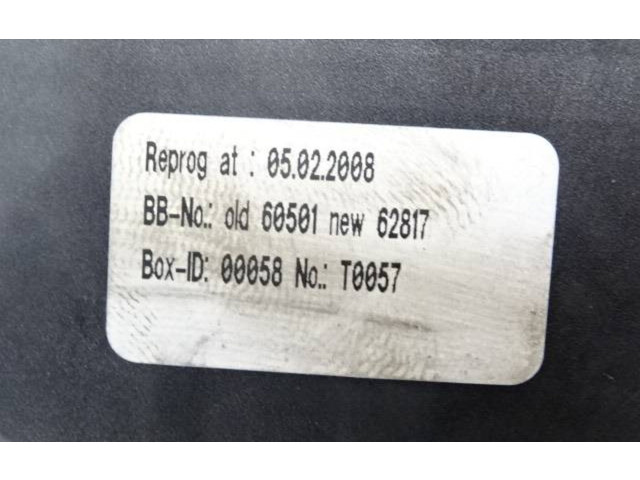 Reprog at : 05.02.2008
BB-No.: old 60501 new 62817
Box-ID: 00058 No.: T0057